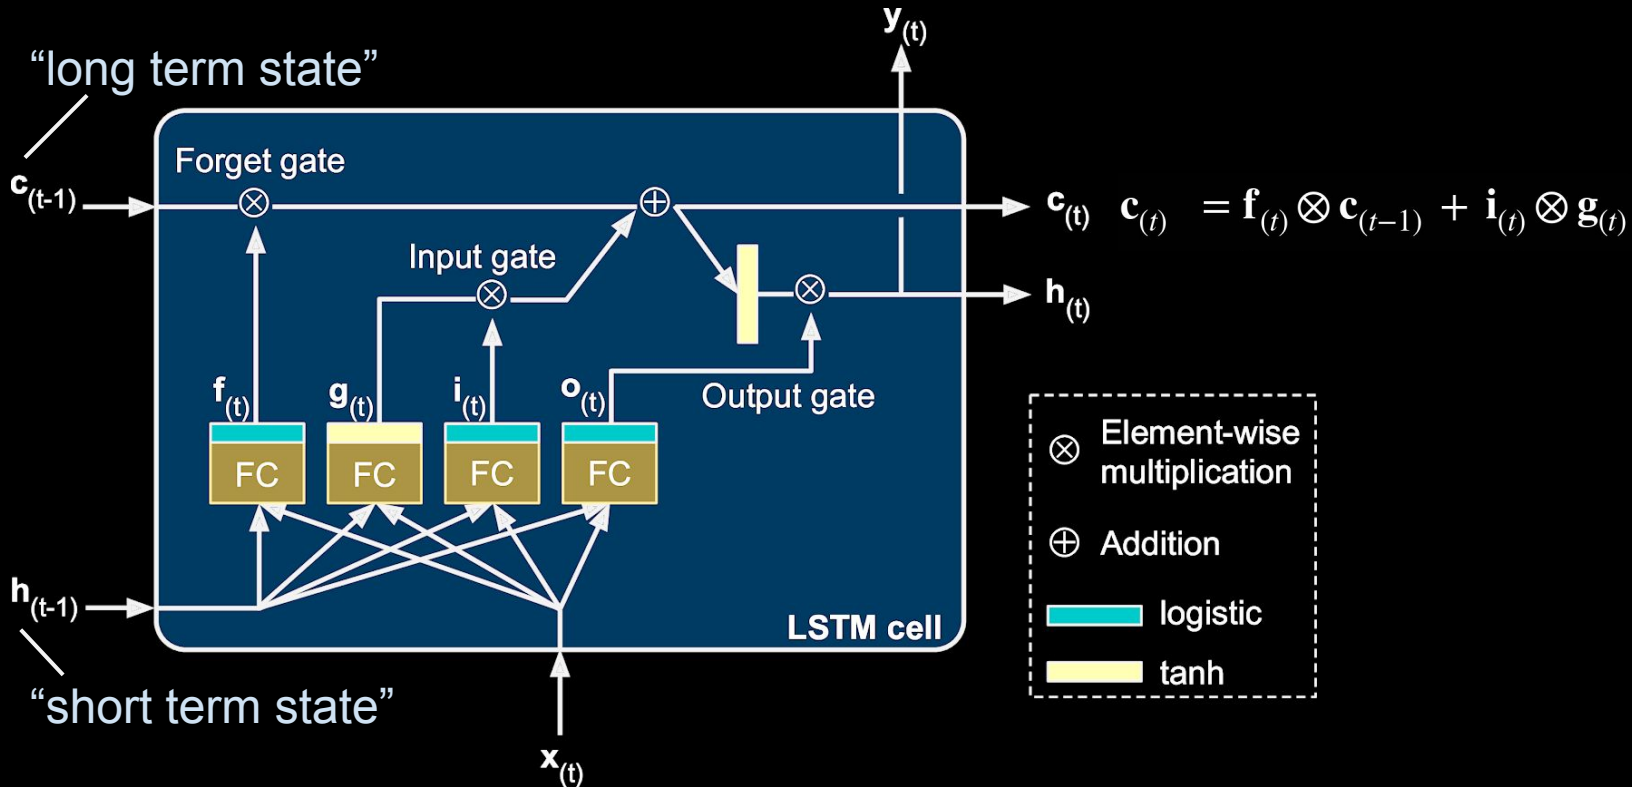 y(t)
“long term state”
Forget gate
c(t-1)
c(t) c(t) = f(t) ⊗ c(t−1) + i(t) ⊗ g(t)
Input gate
h(t)
f(t) g(t) i(t) o(t)
Output gate
FC FC FC FC
Element-wise
multiplication
Addition
logistic
tanh
h(t-1)
LSTM cell
“short term state”
x(t)